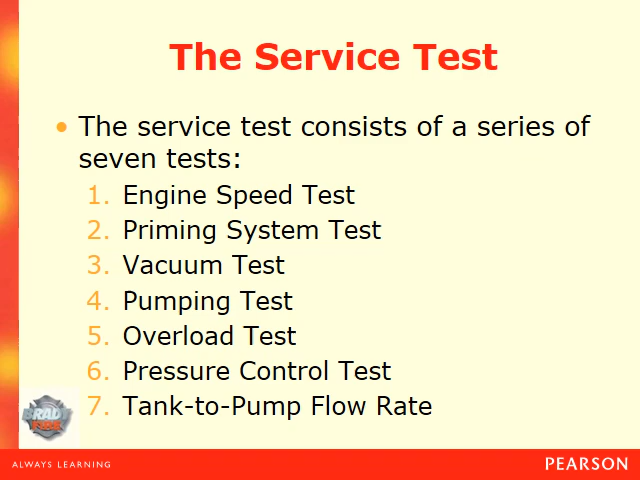 The Service Test
• The service test consists of a series of
seven tests:
1. Engine Speed Test
2. Priming System Test
3. Vacuum Test
4. Pumping Test
5. Overload Test
6. Pressure Control Test
7. Tank-to-Pump Flow Rate
BRADY
FIRE
ALWAYS LEARNING
PEARSON